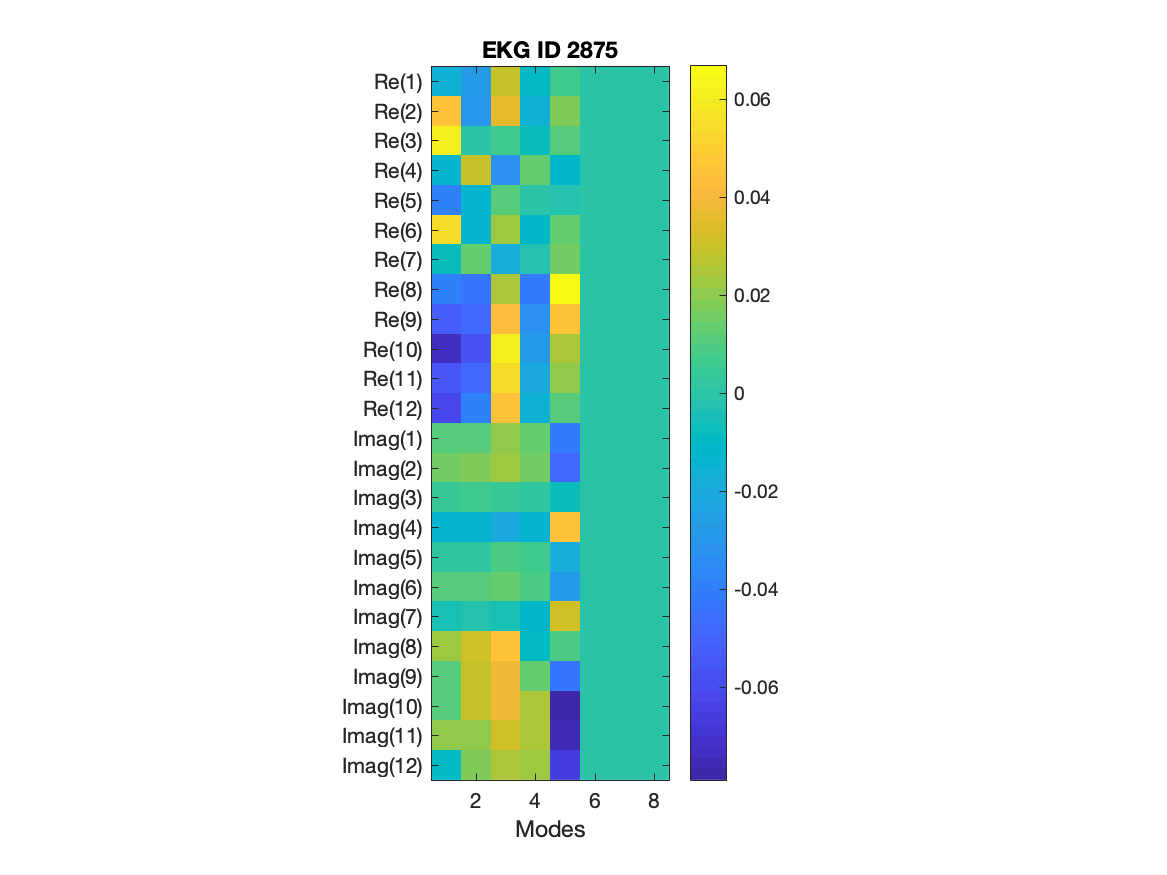 EKG ID 2875
Re(1)
Re(2)
Re(3)
Re(4)
Re(5)
Re(6)
Re(7)
Re(8)
Re(9)
Re(10)
Re(11)
Re(12)
Imag(1)
Imag(2)
Imag(3)
Imag(4)
Imag(5)
Imag(6)
Imag(7)
Imag(8)
Imag(9)
Imag(10)
Imag(11)
Imag(12)
2 4 6 8
Modes
0.06
0.04
0.02
0
-0.02
-0.04
-0.06